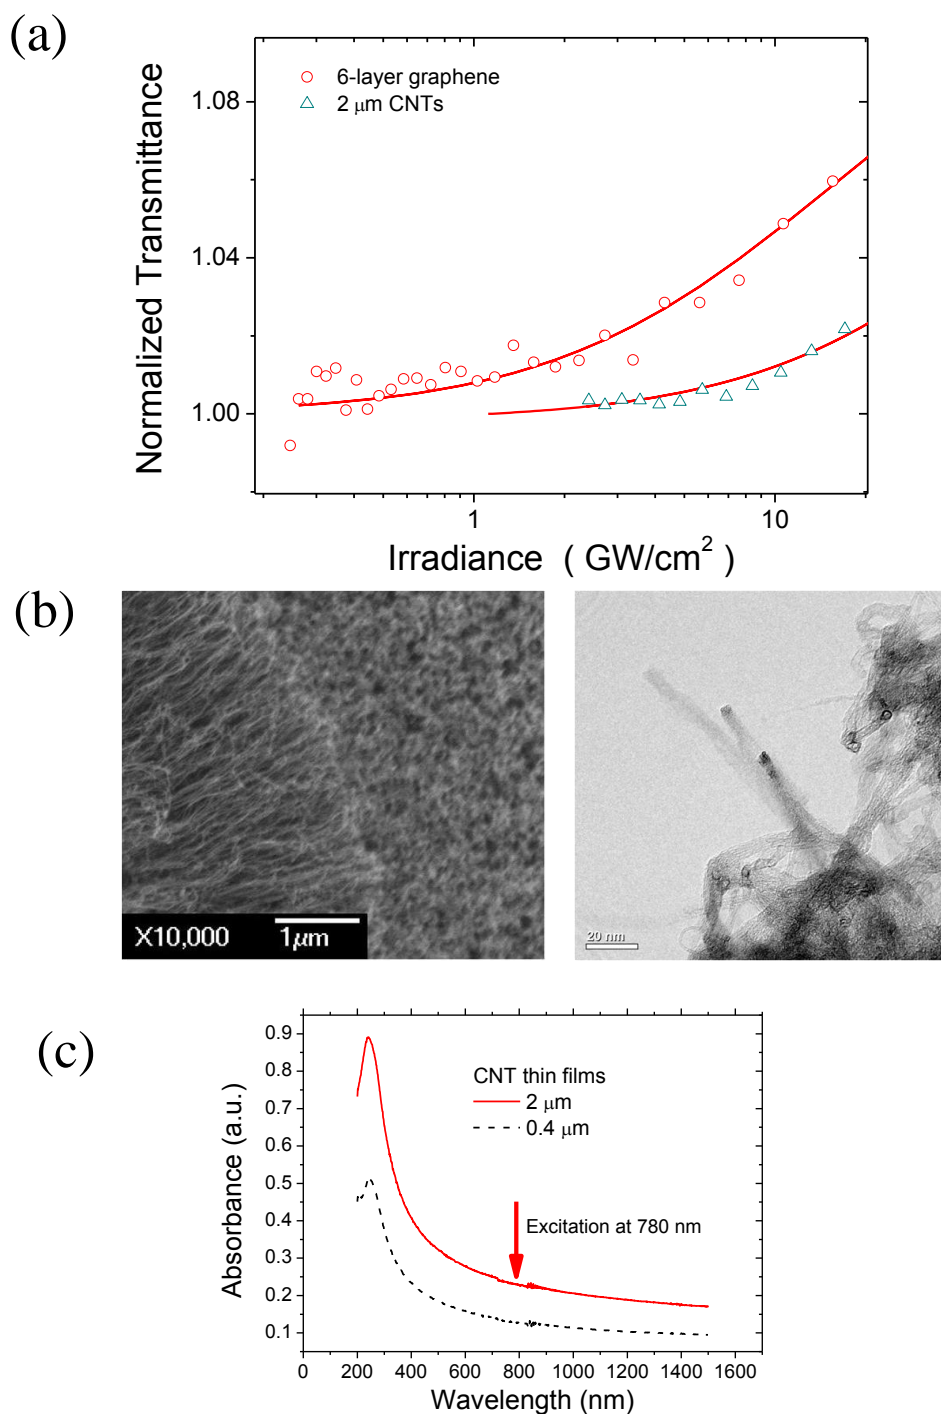 (a)
6-layer graphene
2 μm CNTs
1.08
1.04
1.00
Normalized Transmittance
1
10
Irradiance ( GW/cm²)
(b)
X10,000
1μm
20 nm
(c)
0.9
0.8
0.7
0.6
0.5
0.4
0.3
0.2
0.1
Absorbance (a.u.)
CNT thin films
2 μm
0.4 μm
Excitation at 780 nm
0 200 400 600 800 1000 1200 1400 1600
Wavelength (nm)